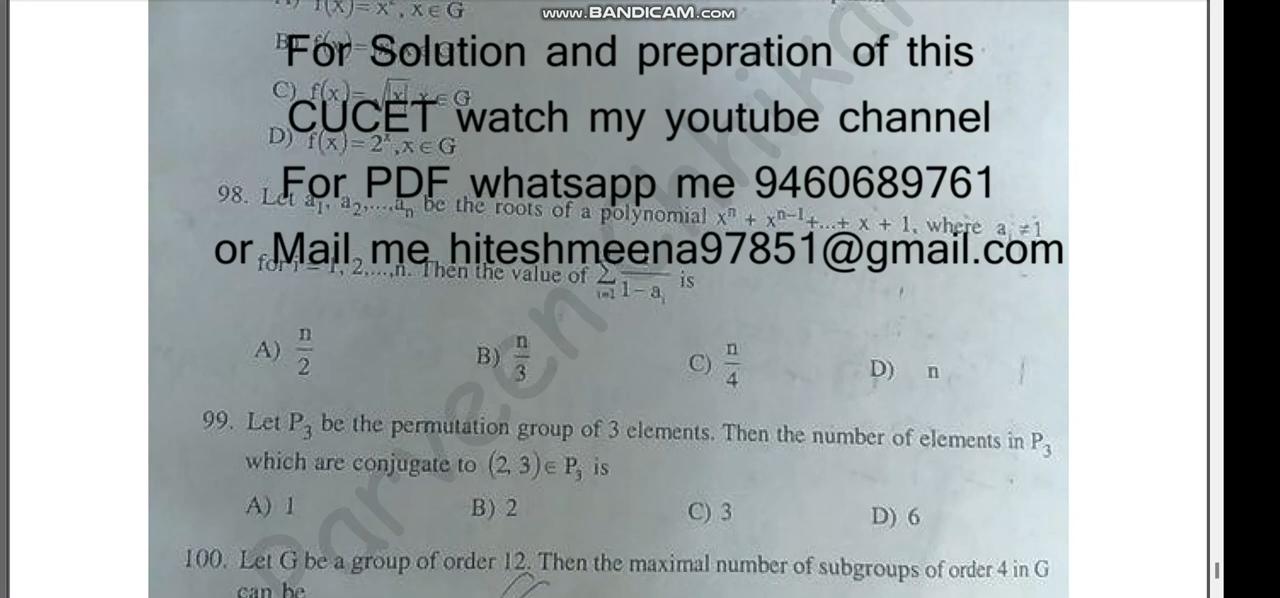 www.BANDICAM.com
f(x)=x², x∈G
B)
For Solution and prepration of this
C) f(x)= √|x| x∈G
CUCET watch my youtube channel
D) f(x)=2ˣ,x∈G
For PDF whatsapp me 9460689761
98. Let a₁, a₂,...,aₙ be the roots of a polynomial xⁿ + xⁿ⁻¹+...+ x + 1, where aᵢ ≠1
or Mail me hiteshmeena97851@gmail.com
for i = 1, 2,...,n. Then the value of ∑ i=1 1−aᵢ is
A) n/2 B) n/3 C) n/4 D) n
99. Let P₃ be the permutation group of 3 elements. Then the number of elements in P₃
which are conjugate to (2, 3)∈ P₃ is
A) 1 B) 2 C) 3 D) 6
100. Let G be a group of order 12. Then the maximal number of subgroups of order 4 in G
can be
Parveen Chhikara